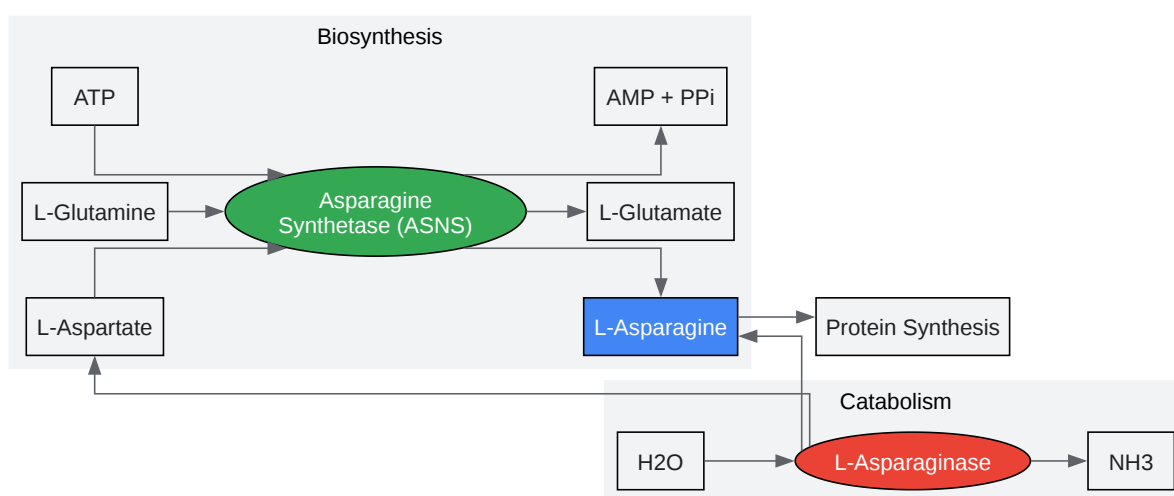 Biosynthesis
ATP
AMP + PPi
L-Glutamine
Asparagine
Synthetase (ASNS)
L-Glutamate
L-Aspartate
L-Asparagine
Protein Synthesis
Catabolism
H2O
L-Asparaginase
NH3